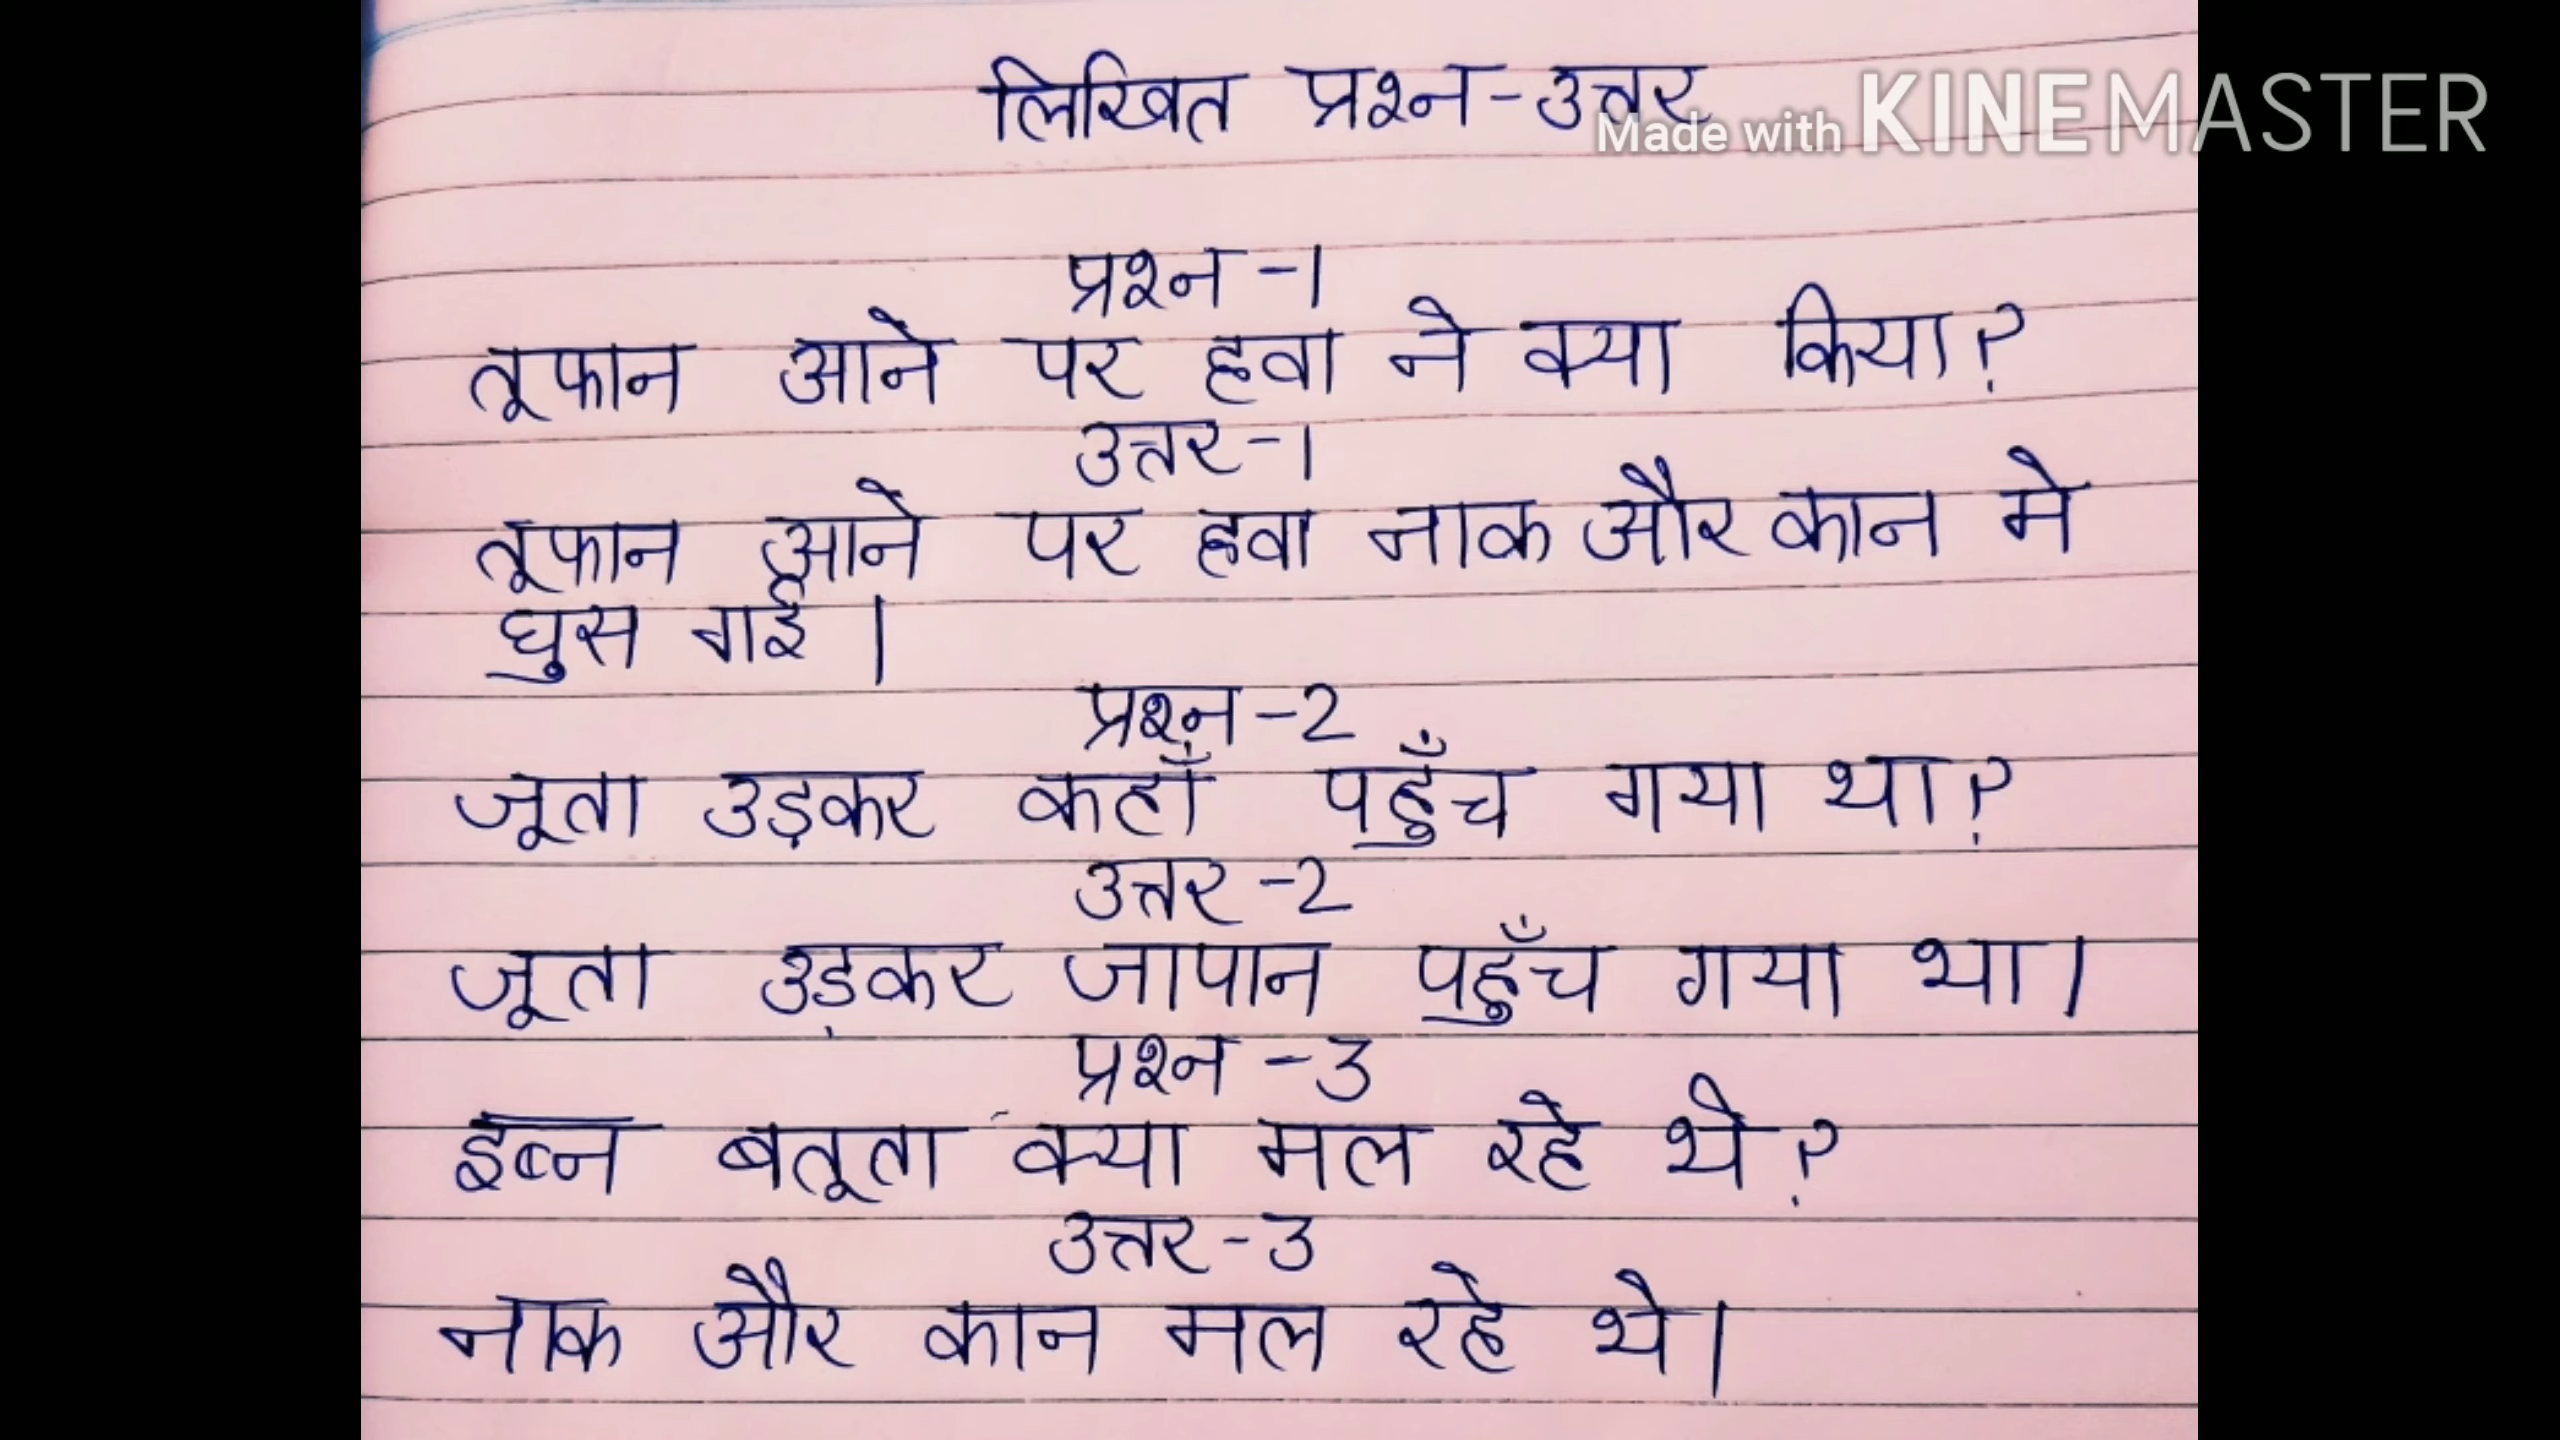 लिखित प्रश्न-उत्तर
Made with KINEMASTER
प्रश्न-1
तूफान आने पर हवा ने क्या किया?
उत्तर-1
तूफान आने पर हवा नाक और कान मे
घुस गई।
प्रश्न-2
जूता उड़कर कहाँ पहुँच गया था?
उत्तर-2
जूता उड़कर जापान पहुँच गया था।
प्रश्न-3
इब्न बतूता क्या मल रहे थे?
उत्तर-3
नाक और कान मल रहे थे।